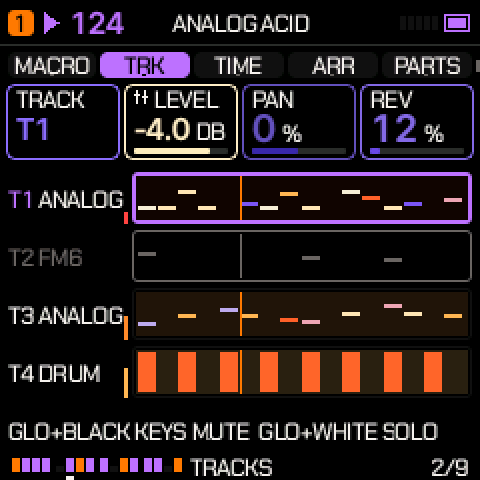 1 124 ANALOG ACID
MACRO TRK TIME ARR PARTS
TRACK LEVEL PAN REV
T1 -4.0 DB 0 % 12 %
T1 ANALOG
T2 FM6
T3 ANALOG
T4 DRUM
GLO+BLACK KEYS MUTE GLO+WHITE SOLO
TRACKS 2/9